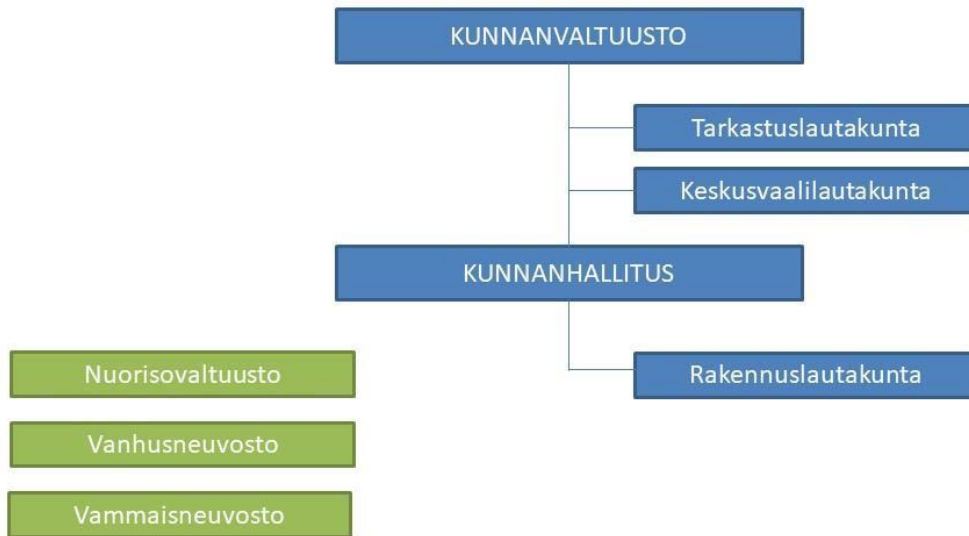 KUNNANVALTUUSTO
Tarkastuslautakunta
Keskusvaalilautakunta
KUNNANHALLITUS
Rakennuslautakunta
Nuorisovaltuusto
Vanhusneuvosto
Vammaisneuvosto